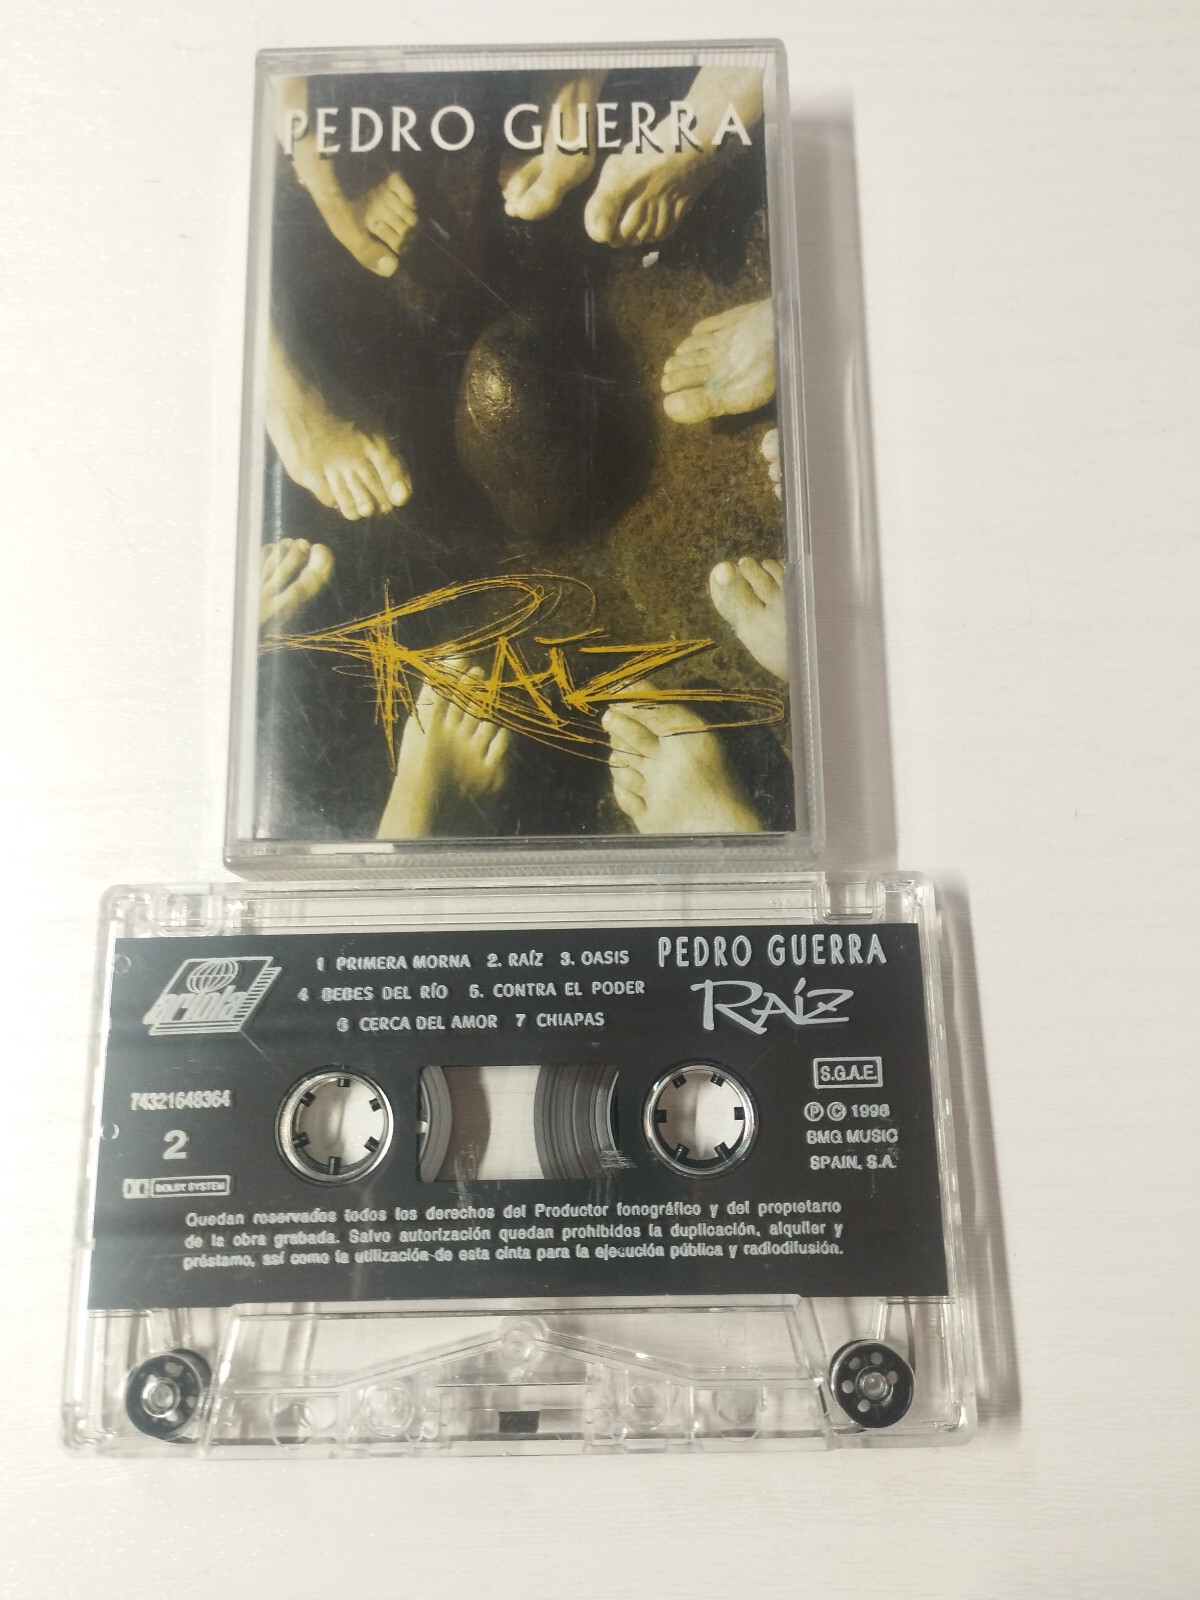 PEDRO GUERRA
RAÍZ
ariola
1 PRIMERA MORNA 2. RAÍZ 3. OASIS
4 BEBES DEL RÍO 5. CONTRA EL PODER
6 CERCA DEL AMOR 7 CHIAPAS
PEDRO GUERRA
RAÍZ
74321648364
2
DOLBY SYSTEM
S.G.A.E.
Ⓟ © 1998
BMG MUSIC
SPAIN, S.A.
Quedan reservados todos los derechos del Productor fonográfico y del propietario
de la obra grabada. Salvo autorización quedan prohibidos la duplicación, alquiler y
préstamo, así como la utilización de esta cinta para la ejecución pública y radiodifusión.